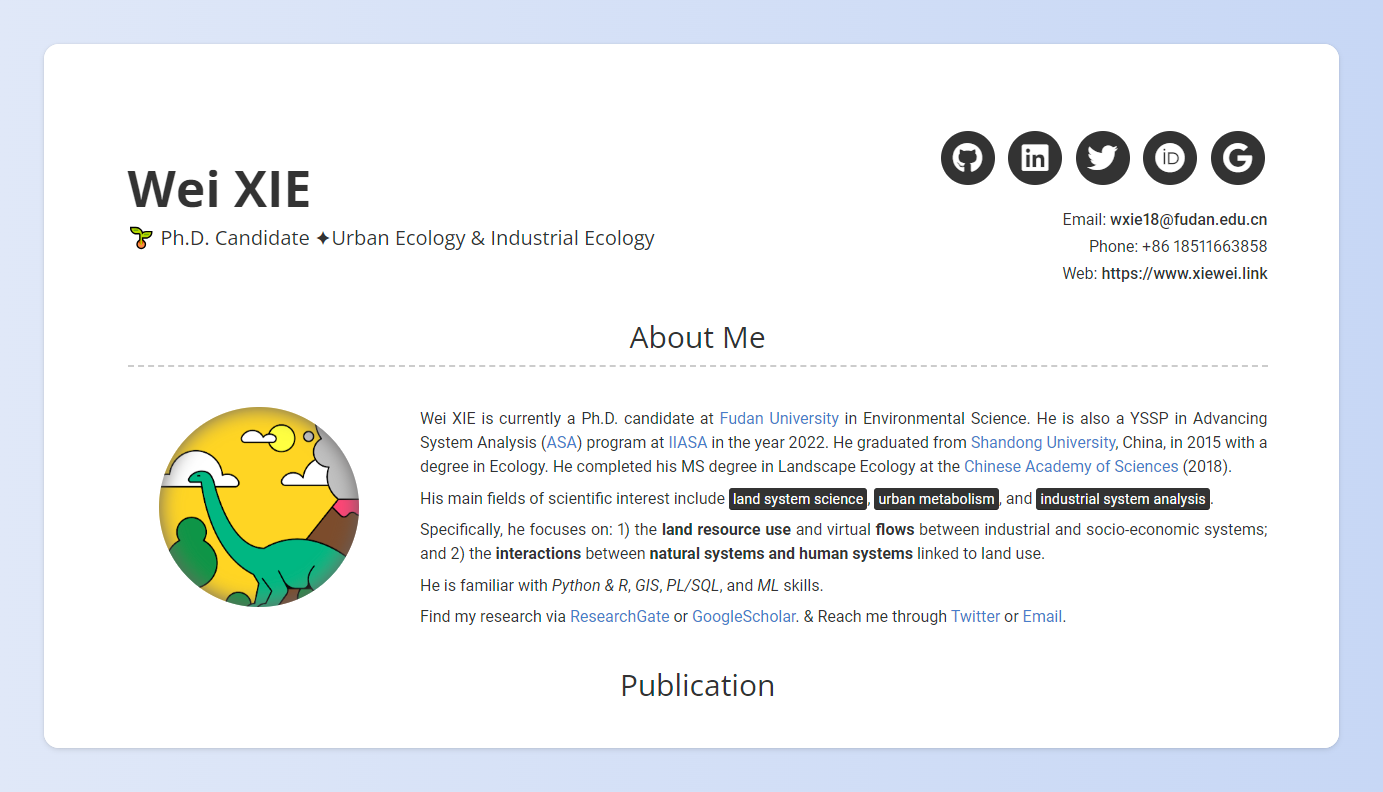 Wei XIE
🌱 Ph.D. Candidate ✦Urban Ecology & Industrial Ecology
iD
Email: wxie18@fudan.edu.cn
Phone: +86 18511663858
Web: https://www.xiewei.link
About Me
Wei XIE is currently a Ph.D. candidate at Fudan University in Environmental Science. He is also a YSSP in Advancing
System Analysis (ASA) program at IIASA in the year 2022. He graduated from Shandong University, China, in 2015 with a
degree in Ecology. He completed his MS degree in Landscape Ecology at the Chinese Academy of Sciences (2018).
His main fields of scientific interest include land system science, urban metabolism, and industrial system analysis.
Specifically, he focuses on: 1) the land resource use and virtual flows between industrial and socio-economic systems;
and 2) the interactions between natural systems and human systems linked to land use.
He is familiar with Python & R, GIS, PL/SQL, and ML skills.
Find my research via ResearchGate or GoogleScholar. & Reach me through Twitter or Email.
Publication